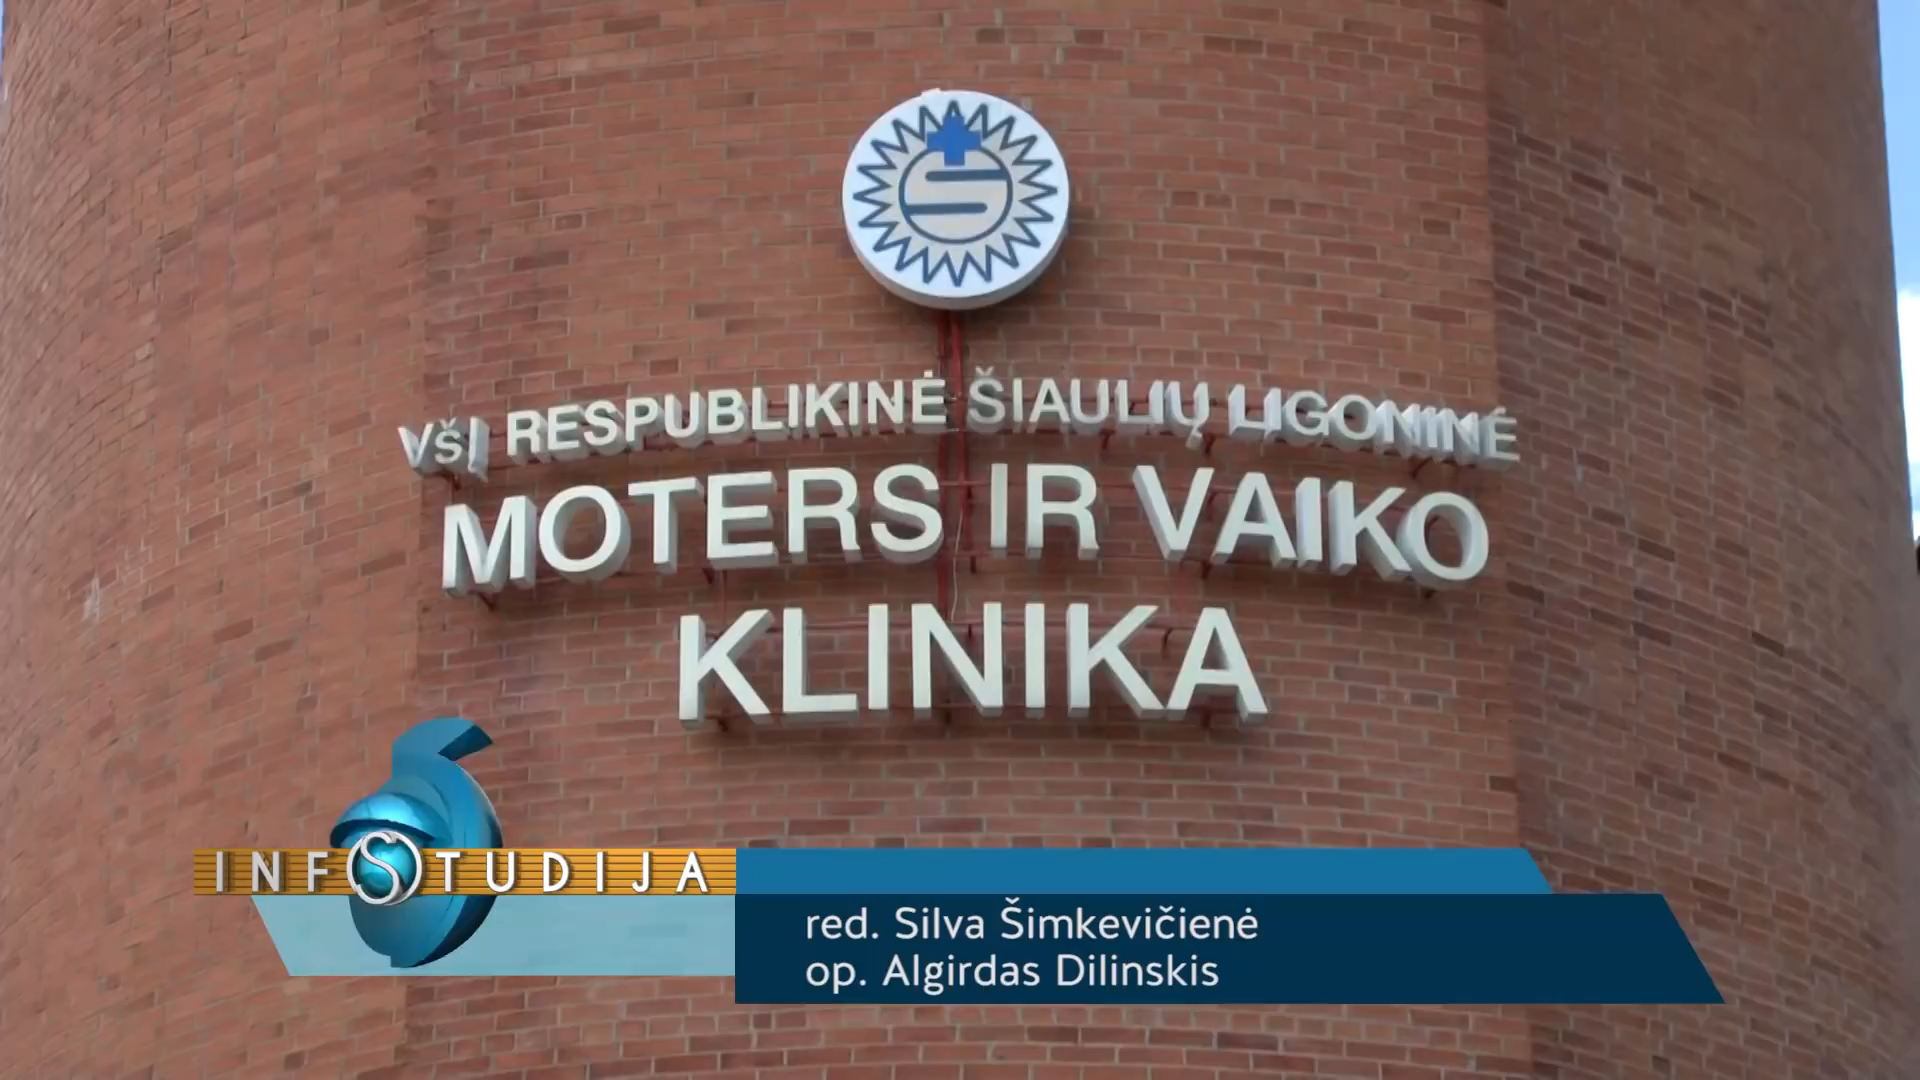 S
VŠĮ RESPUBLIKINĖ ŠIAULIŲ LIGONINĖ
MOTERS IR VAIKO
KLINIKA
INFOSTUDIJA
red. Silva Šimkevičienė
op. Algirdas Dilinskis